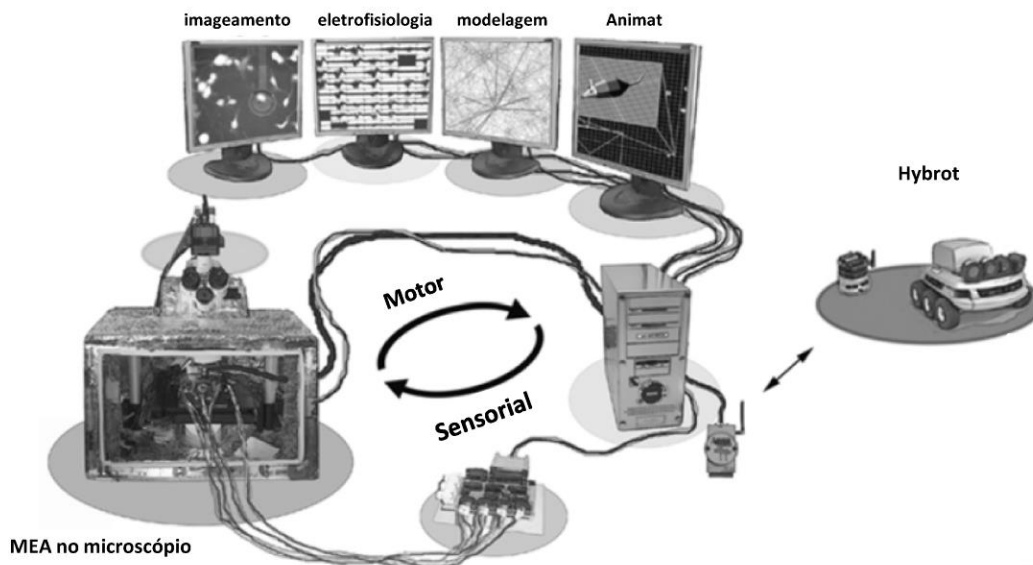 imageamento
eletrofisiologia
modelagem
Animat
Hybrot
Motor
Sensorial
MEA no microscópio